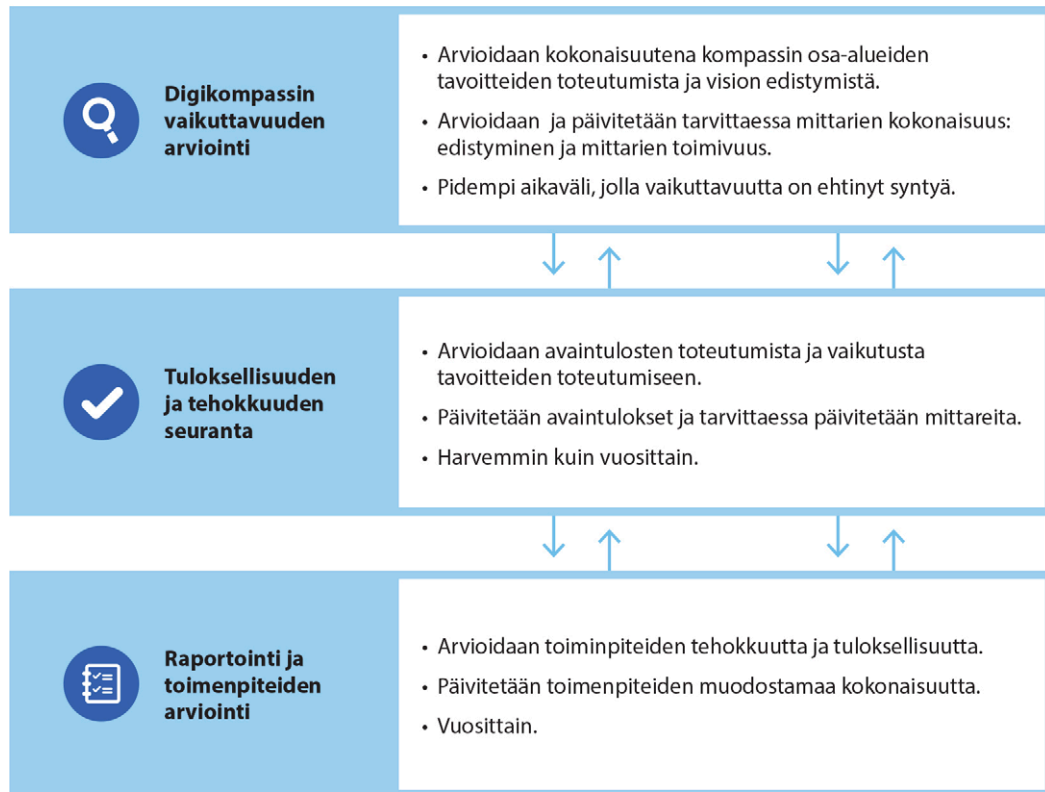 Digikompassin
vaikuttavuuden
arviointi
• Arvioidaan kokonaisuutena kompassin osa-alueiden
tavoitteiden toteutumista ja vision edistymistä.
• Arvioidaan ja päivitetään tarvittaessa mittarien kokonaisuus:
edistyminen ja mittarien toimivuus.
• Pidempi aikaväli, jolla vaikuttavuutta on ehtinyt syntyä.
Tuloksellisuuden
ja tehokkuuden
seuranta
• Arvioidaan avaintulosten toteutumista ja vaikutusta
tavoitteiden toteutumiseen.
• Päivitetään avaintulokset ja tarvittaessa päivitetään mittareita.
• Harvemmin kuin vuosittain.
Raportointi ja
toimenpiteiden
arviointi
• Arvioidaan toiminpiteiden tehokkuutta ja tuloksellisuutta.
• Päivitetään toimenpiteiden muodostamaa kokonaisuutta.
• Vuosittain.